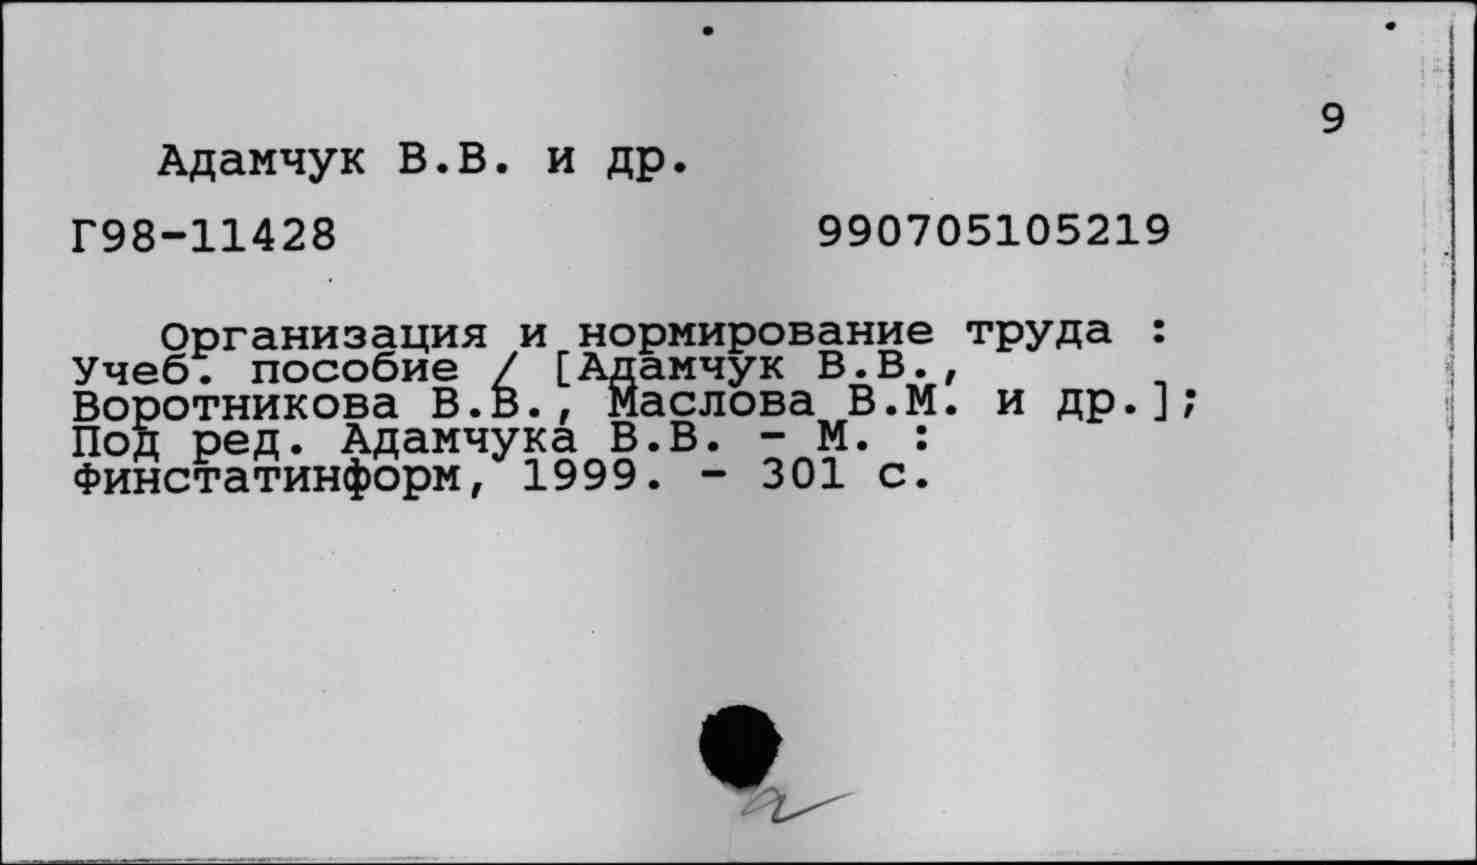 9
Адамчук В.В. и др.
Г98-11428 990705105219
Организация и нормирование труда :
Учеб. пособие / [Адамчук В.В.,
Воротникова В.В., Маслова В.М. и др.];
Под ред. Адамчука В.В. - М. :
Финстатинформ, 1999. - 301 с.